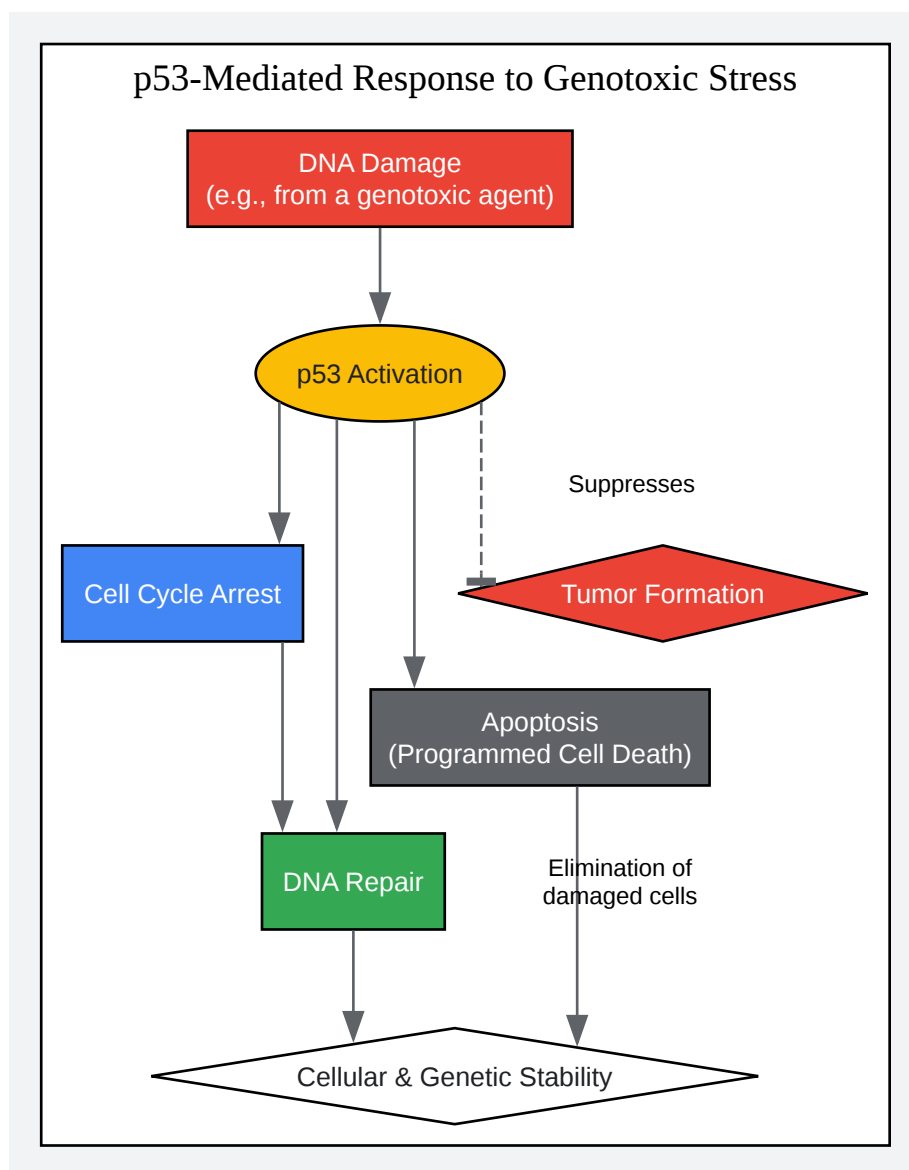 p53-Mediated Response to Genotoxic Stress
DNA Damage
(e.g., from a genotoxic agent)
p53 Activation
Suppresses
Cell Cycle Arrest
Tumor Formation
Apoptosis
(Programmed Cell Death)
DNA Repair
Elimination of
damaged cells
Cellular & Genetic Stability